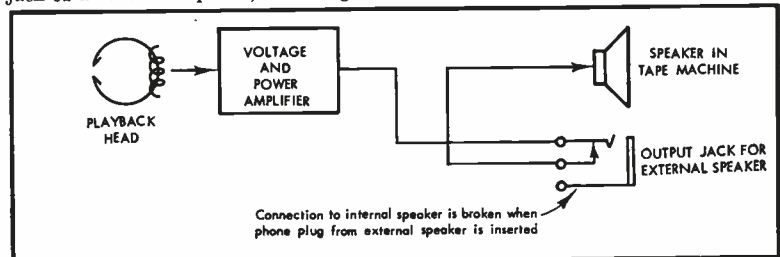 VOLTAGE
AND
POWER
AMPLIFIER
PLAYBACK
HEAD
SPEAKER IN
TAPE MACHINE
OUTPUT JACK FOR
EXTERNAL SPEAKER
Connection to internal speaker is broken when
phone plug from external speaker is inserted